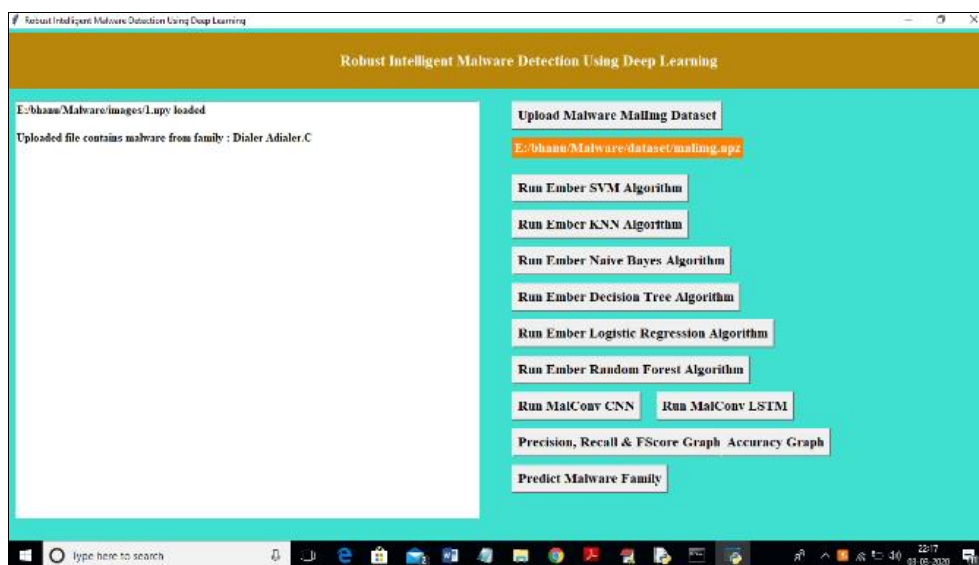 Robust Intelligent Malware Detection Using Deep Learning
Robust Intelligent Malware Detection Using Deep Learning
E:/bhanu/Malware/images/1.npy loaded
Uploaded file contains malware from family : Dialer Adialer.C
Upload Malware MalImg Dataset
E:/bhanu/Malware/dataset/malimg.npz
Run Ember SVM Algorithm
Run Ember KNN Algorithm
Run Ember Naive Bayes Algorithm
Run Ember Decision Tree Algorithm
Run Ember Logistic Regression Algorithm
Run Ember Random Forest Algorithm
Run MalConv CNN Run MalConv LSTM
Precision, Recall & FScore Graph Accuracy Graph
Predict Malware Family
Type here to search
22:17
03-03-2020